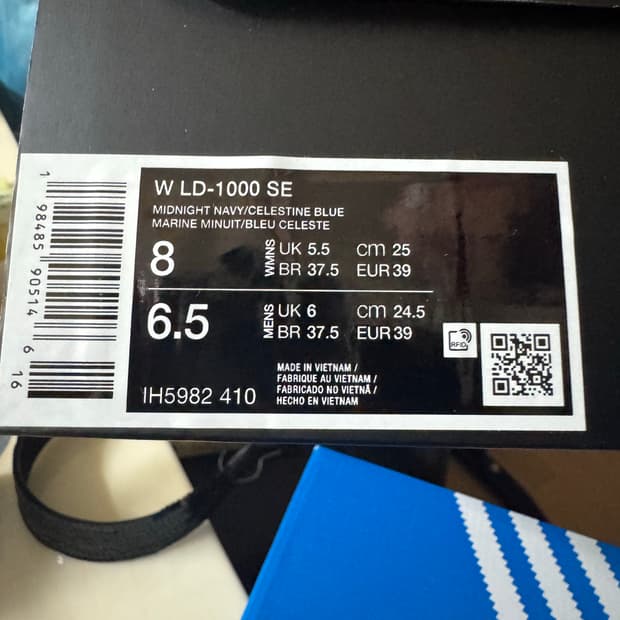 W LD-1000 SE
MIDNIGHT NAVY/CELESTINE BLUE
MARINE MINUIT/BLEU CELESTE
8 WMNS UK 5.5 cm 25
BR 37.5 EUR 39
6.5 MENS UK 6 cm 24.5
BR 37.5 EUR 39
RFID
MADE IN VIETNAM /
FABRIQUE AU VIETNAM /
FABRICADO NO VIETNÃ /
HECHO EN VIETNAM
IH5982 410
1 98485 90514 6 16